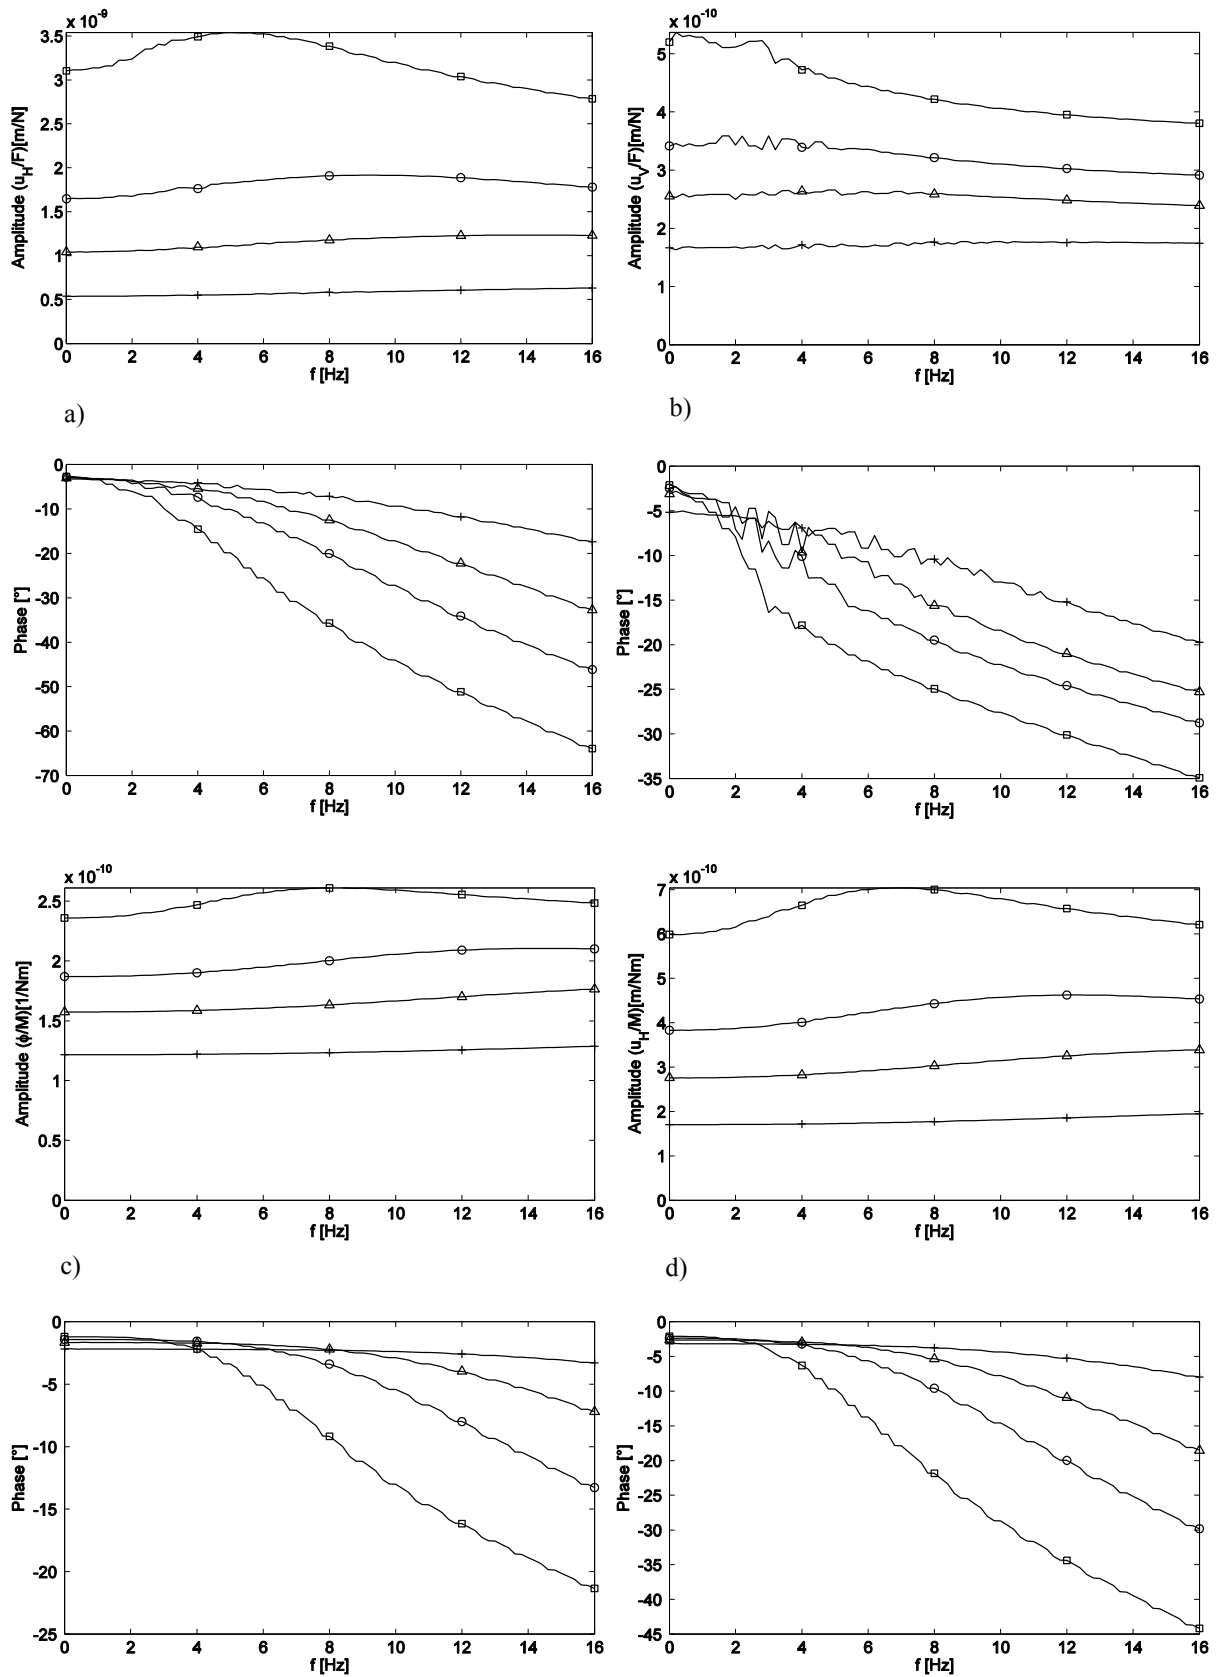 x 10^-9
3.5
3
2.5
2
1.5
1
0.5
0
Amplitude (u_H/F)[m/N]
0 2 4 6 8 10 12 14 16
f [Hz]
a)
x 10^-10
5
4
3
2
1
0
Amplitude (u_V/F)[m/N]
0 2 4 6 8 10 12 14 16
f [Hz]
b)
0
-10
-20
-30
-40
-50
-60
-70
Phase [°]
0 2 4 6 8 10 12 14 16
f [Hz]
0
-5
-10
-15
-20
-25
-30
-35
Phase [°]
0 2 4 6 8 10 12 14 16
f [Hz]
x 10^-10
2.5
2
1.5
1
0.5
0
Amplitude (ϕ/M)[1/Nm]
0 2 4 6 8 10 12 14 16
f [Hz]
c)
x 10^-10
7
6
5
4
3
2
1
0
Amplitude (u_H/M)[m/Nm]
0 2 4 6 8 10 12 14 16
f [Hz]
d)
0
-5
-10
-15
-20
-25
Phase [°]
0 2 4 6 8 10 12 14 16
f [Hz]
0
-5
-10
-15
-20
-25
-30
-35
-40
-45
Phase [°]
0 2 4 6 8 10 12 14 16
f [Hz]